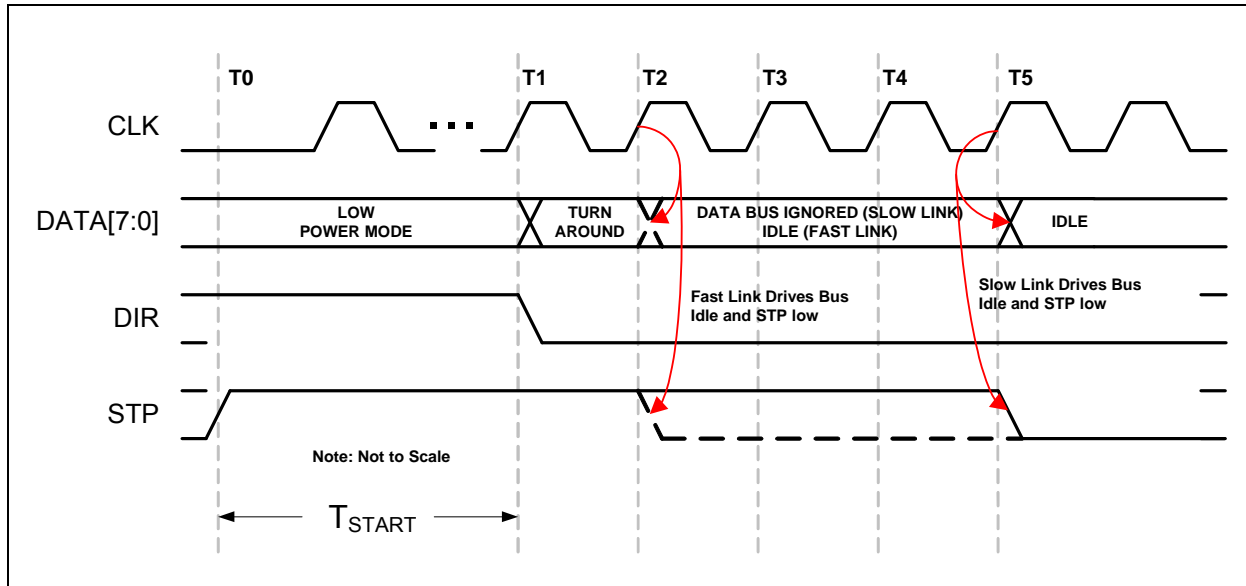 T0 T1 T2 T3 T4 T5
CLK
DATA[7:0]
LOW
POWER MODE
TURN
AROUND
DATA BUS IGNORED (SLOW LINK)
IDLE (FAST LINK)
IDLE
DIR
Fast Link Drives Bus
Idle and STP low
Slow Link Drives Bus
Idle and STP low
STP
Note: Not to Scale
TSTART